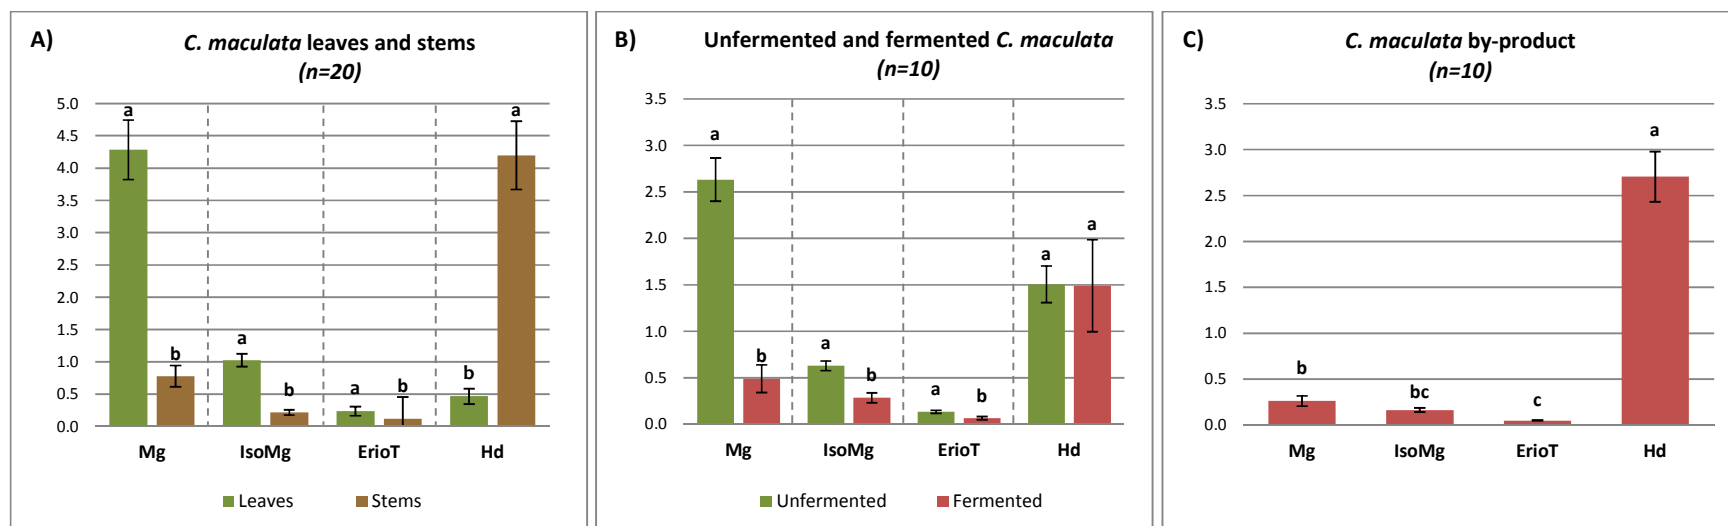 A)
C. maculata leaves and stems
(n=20)
5.0
4.5
4.0
3.5
3.0
2.5
2.0
1.5
1.0
0.5
0.0
a
b
a
b
a
b
b
a
Mg IsoMg ErioT Hd
Leaves Stems
B)
Unfermented and fermented C. maculata
(n=10)
3.5
3.0
2.5
2.0
1.5
1.0
0.5
0.0
a
b
a
b
a
b
a
a
Mg IsoMg ErioT Hd
Unfermented Fermented
C)
C. maculata by-product
(n=10)
3.5
3.0
2.5
2.0
1.5
1.0
0.5
0.0
b
bc
c
a
Mg IsoMg ErioT Hd